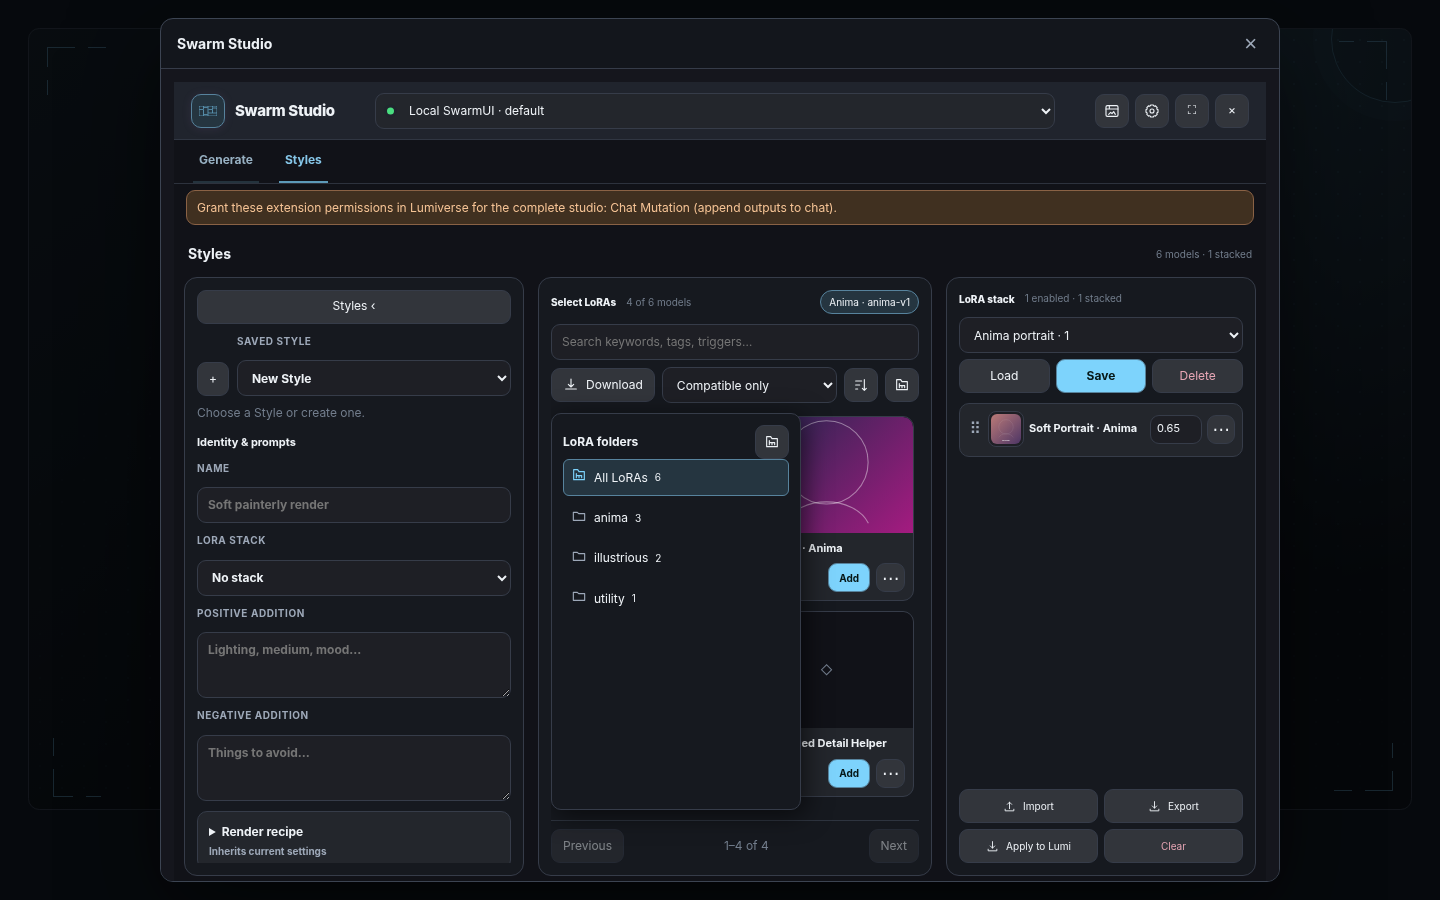 Swarm Studio
Swarm Studio
Local SwarmUI · default
Generate
Styles
Grant these extension permissions in Lumiverse for the complete studio: Chat Mutation (append outputs to chat).
Styles
6 models · 1 stacked
Styles ‹
SAVED STYLE
+
New Style
Choose a Style or create one.
Identity & prompts
NAME
Soft painterly render
LORA STACK
No stack
POSITIVE ADDITION
Lighting, medium, mood...
NEGATIVE ADDITION
Things to avoid...
Render recipe
Inherits current settings
Select LoRAs 4 of 6 models
Anima · anima-v1
Search keywords, tags, triggers...
Download
Compatible only
LoRA folders
All LoRAs 6
anima 3
illustrious 2
utility 1
· Anima
Add
ed Detail Helper
Add
Previous
1–4 of 4
Next
LoRA stack 1 enabled · 1 stacked
Anima portrait · 1
Load
Save
Delete
Soft Portrait · Anima
0.65
Import
Export
Apply to Lumi
Clear